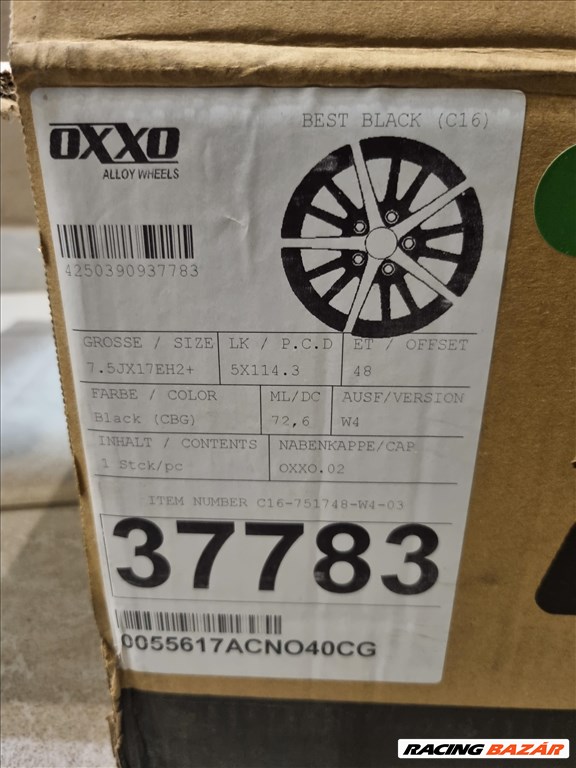 BEST BLACK (C16)
OXXO
ALLOY WHEELS
4250390937783
GROSSE / SIZE LK / P.C.D ET / OFFSET
7.5JX17EH2+ 5X114.3 48
FARBE / COLOR ML/DC AUSF/VERSION
Black (CBG) 72,6 W4
INHALT / CONTENTS NABENKAPPE/CAP
1 Stck/pc OXXO.02
ITEM NUMBER C16-751748-W4-03
37783
0055617ACNO40CG
RACING BAZÁR